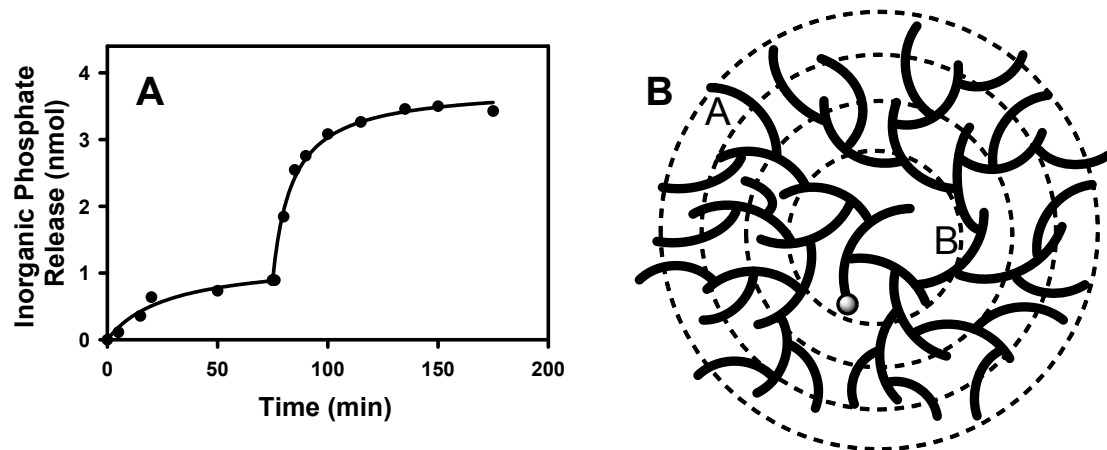 A
4
3
2
1
0
0
50
100
150
200
Inorganic Phosphate
Release (nmol)
Time (min)
B
A
B